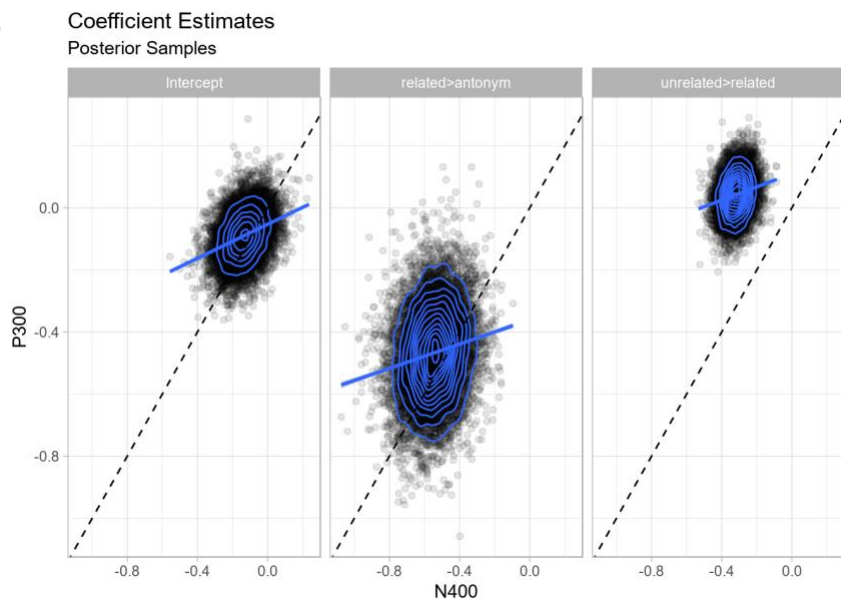 Coefficient Estimates
Posterior Samples
Intercept related>antonym unrelated>related
0.0
-0.4
-0.8
P300
-0.8 -0.4 0.0 -0.8 -0.4 0.0 -0.8 -0.4 0.0
N400